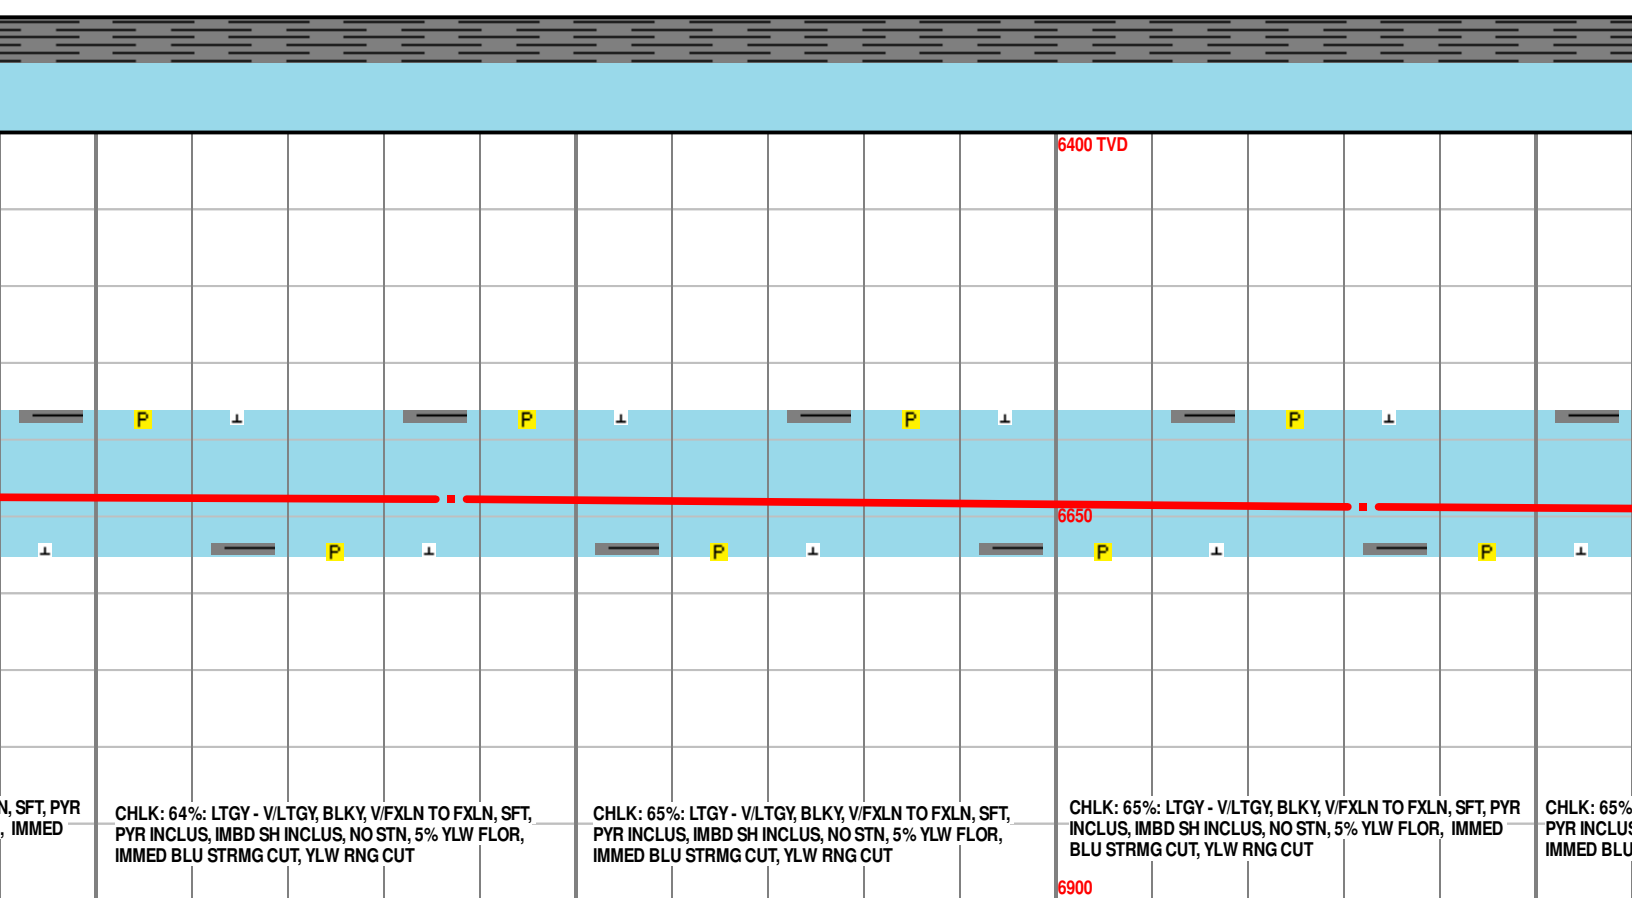 6400 TVD
P
P
P
P
6650
P
P
P
P
N, SFT, PYR
, IMMED
CHLK: 64%: LTGY - V/LTGY, BLKY, V/FXLN TO FXLN, SFT,
PYR INCLUS, IMBD SH INCLUS, NO STN, 5% YLW FLOR,
IMMED BLU STRMG CUT, YLW RNG CUT
CHLK: 65%: LTGY - V/LTGY, BLKY, V/FXLN TO FXLN, SFT,
PYR INCLUS, IMBD SH INCLUS, NO STN, 5% YLW FLOR,
IMMED BLU STRMG CUT, YLW RNG CUT
CHLK: 65%: LTGY - V/LTGY, BLKY, V/FXLN TO FXLN, SFT, PYR
INCLUS, IMBD SH INCLUS, NO STN, 5% YLW FLOR,  IMMED
BLU STRMG CUT, YLW RNG CUT
CHLK: 65%
PYR INCLUS
IMMED BLU
6900